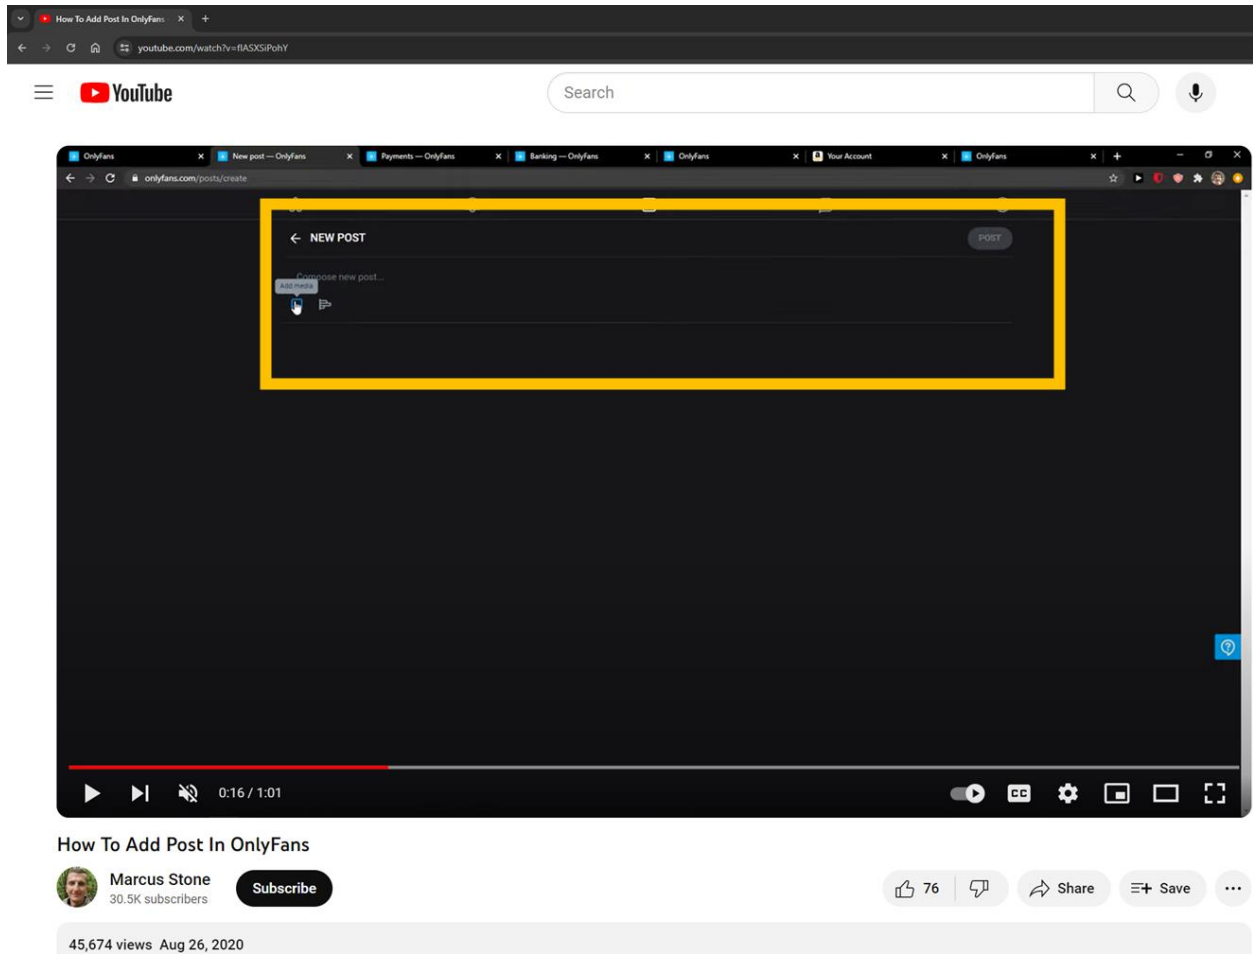 How To Add Post In OnlyFans
youtube.com/watch?v=flASXSiPohY
YouTube
Search
OnlyFans
New post — OnlyFans
Payments — OnlyFans
Banking — OnlyFans
OnlyFans
Your Account
OnlyFans
onlyfans.com/posts/create
NEW POST
POST
Compose new post...
Add media
0:16 / 1:01
CC
How To Add Post In OnlyFans
Marcus Stone
30.5K subscribers
Subscribe
76
Share
Save
45,674 views Aug 26, 2020